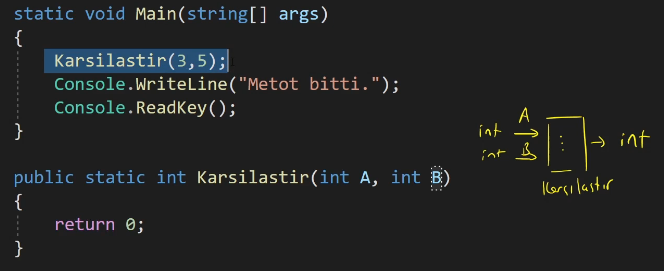 static void Main(string[] args)
{
Karsilastir(3,5);
Console.WriteLine("Metot bitti.");
Console.ReadKey();
}
A
int → ⋮ → int
int B
Karsilastir
public static int Karsilastir(int A, int B)
{
return 0;
}